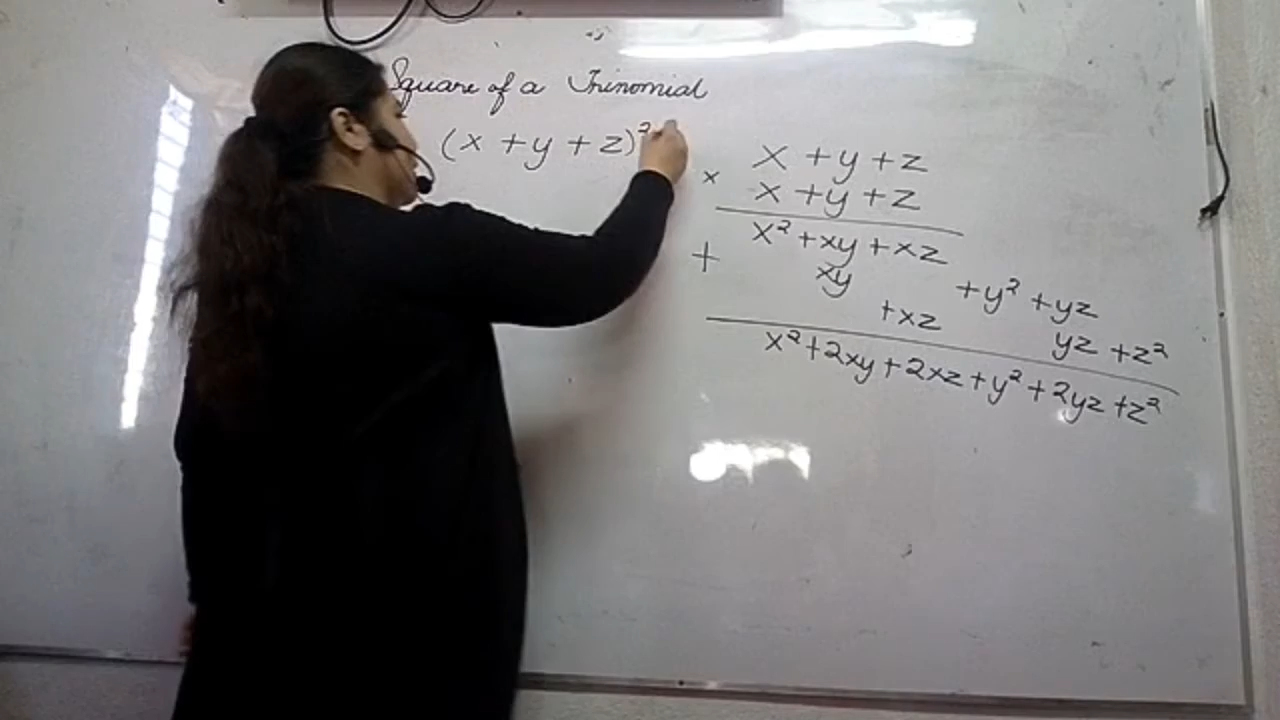 Square of a Trinomial
(x + y + z)²
x + y + z
× x + y + z
x² + xy + xz
+ xy + y² + yz
+ xz yz + z²
x² + 2xy + 2xz + y² + 2yz + z²